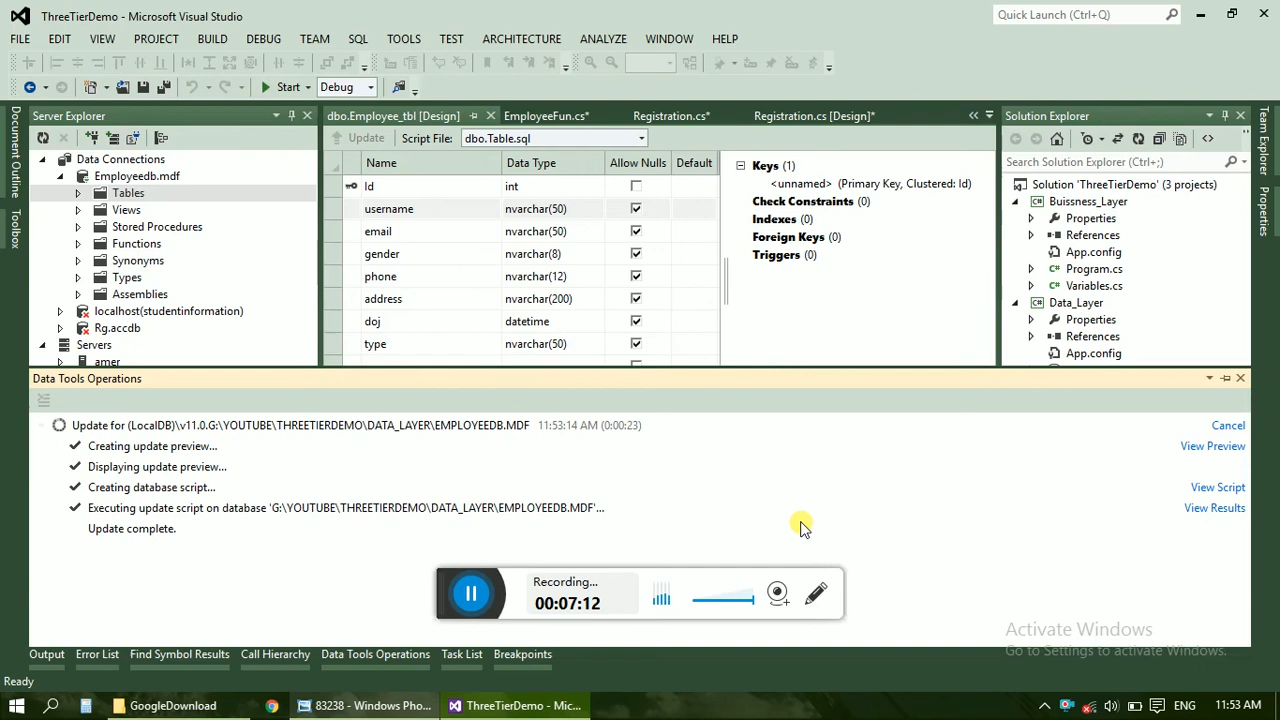 ThreeTierDemo - Microsoft Visual Studio
Quick Launch (Ctrl+Q)
FILE EDIT VIEW PROJECT BUILD DEBUG TEAM SQL TOOLS TEST ARCHITECTURE ANALYZE WINDOW HELP
Start Debug
Document Outline
Toolbox
Server Explorer
Data Connections
Employeedb.mdf
Tables
Views
Stored Procedures
Functions
Synonyms
Types
Assemblies
localhost(studentinformation)
Rg.accdb
Servers
amer
dbo.Employee_tbl [Design] EmployeeFun.cs* Registration.cs* Registration.cs [Design]*
Update Script File: dbo.Table.sql
Name Data Type Allow Nulls Default
Id int
username nvarchar(50)
email nvarchar(50)
gender nvarchar(8)
phone nvarchar(12)
address nvarchar(200)
doj datetime
type nvarchar(50)
Keys (1)
<unnamed> (Primary Key, Clustered: Id)
Check Constraints (0)
Indexes (0)
Foreign Keys (0)
Triggers (0)
Solution Explorer
Search Solution Explorer (Ctrl+;)
Solution 'ThreeTierDemo' (3 projects)
Buissness_Layer
Properties
References
App.config
Program.cs
Variables.cs
Data_Layer
Properties
References
App.config
Team Explorer
Properties
Data Tools Operations
Update for (LocalDB)\v11.0.G:\YOUTUBE\THREETIERDEMO\DATA_LAYER\EMPLOYEEDB.MDF 11:53:14 AM (0:00:23) Cancel
Creating update preview... View Preview
Displaying update preview...
Creating database script... View Script
Executing update script on database 'G:\YOUTUBE\THREETIERDEMO\DATA_LAYER\EMPLOYEEDB.MDF'... View Results
Update complete.
Recording...
00:07:12
Activate Windows
Go to Settings to activate Windows.
Output Error List Find Symbol Results Call Hierarchy Data Tools Operations Task List Breakpoints
Ready
GoogleDownload 83238 - Windows Pho... ThreeTierDemo - Mic... ENG 11:53 AM